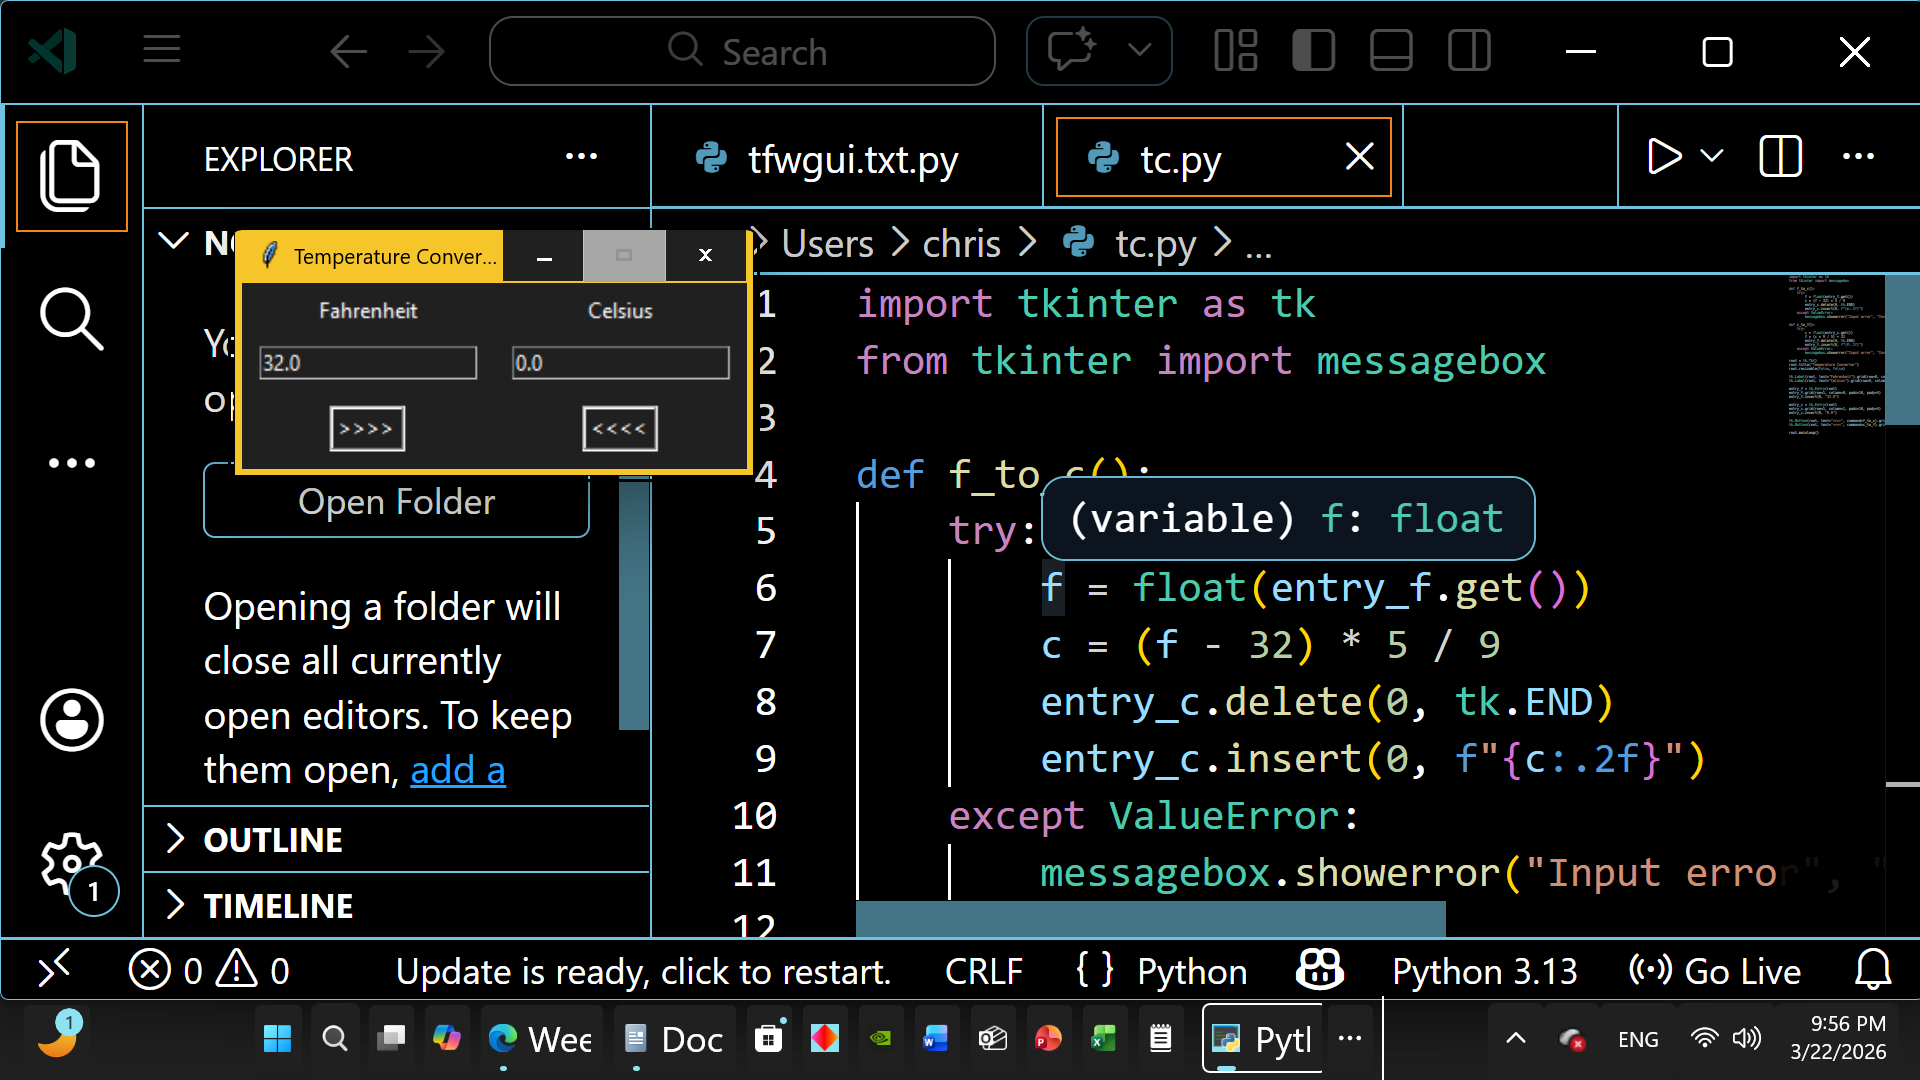 Search
EXPLORER
tfwgui.txt.py
tc.py
Users
chris
tc.py
...
Temperature Conver...
Fahrenheit
Celsius
32.0
0.0
>>>>
<<<<
Open Folder
Opening a folder will
close all currently
open editors. To keep
them open, add a
OUTLINE
TIMELINE
1
1 import tkinter as tk
2 from tkinter import messagebox
3
4 def f_to_c():
5 try:
(variable) f: float
6 f = float(entry_f.get())
7 c = (f - 32) * 5 / 9
8 entry_c.delete(0, tk.END)
9 entry_c.insert(0, f"{c:.2f}")
10 except ValueError:
11 messagebox.showerror("Input error", "
12
0
0
Update is ready, click to restart.
CRLF
{ } Python
Python 3.13
Go Live
1
Wee
Doc
Pytl
ENG
9:56 PM
3/22/2026